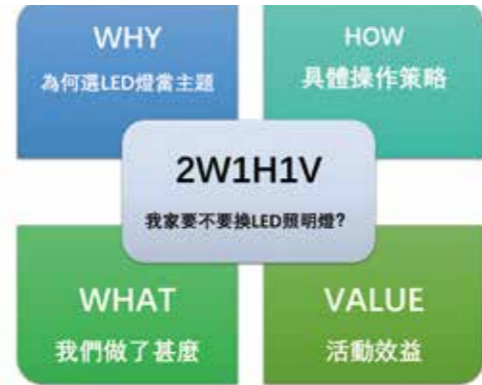 WHY
為何選LED燈當主題
HOW
具體操作策略
2W1H1V
我家要不要換LED照明燈?
WHAT
我們做了甚麼
VALUE
活動效益